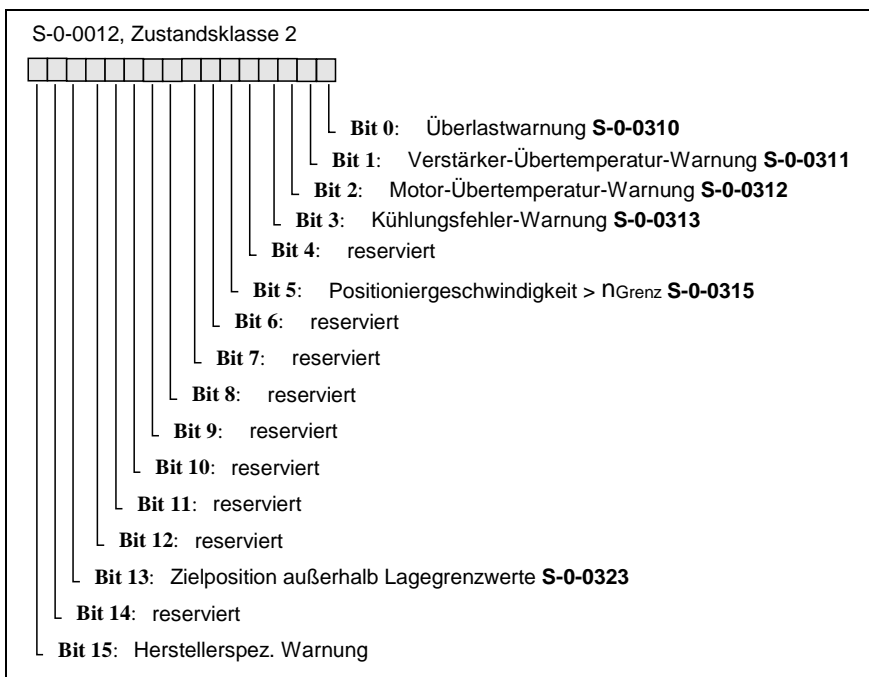 S-0-0012, Zustandsklasse 2
Bit 0: Überlastwarnung S-0-0310
Bit 1: Verstärker-Übertemperatur-Warnung S-0-0311
Bit 2: Motor-Übertemperatur-Warnung S-0-0312
Bit 3: Kühlungsfehler-Warnung S-0-0313
Bit 4: reserviert
Bit 5: Positioniergeschwindigkeit > nGrenz S-0-0315
Bit 6: reserviert
Bit 7: reserviert
Bit 8: reserviert
Bit 9: reserviert
Bit 10: reserviert
Bit 11: reserviert
Bit 12: reserviert
Bit 13: Zielposition außerhalb Lagegrenzwerte S-0-0323
Bit 14: reserviert
Bit 15: Herstellerspez. Warnung